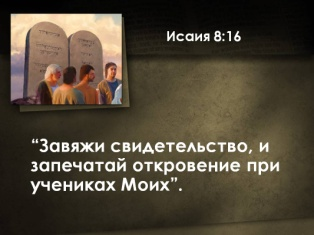 Исаия 8:16
“Завяжи свидетельство, и
запечатай откровение при
учениках Моих”.